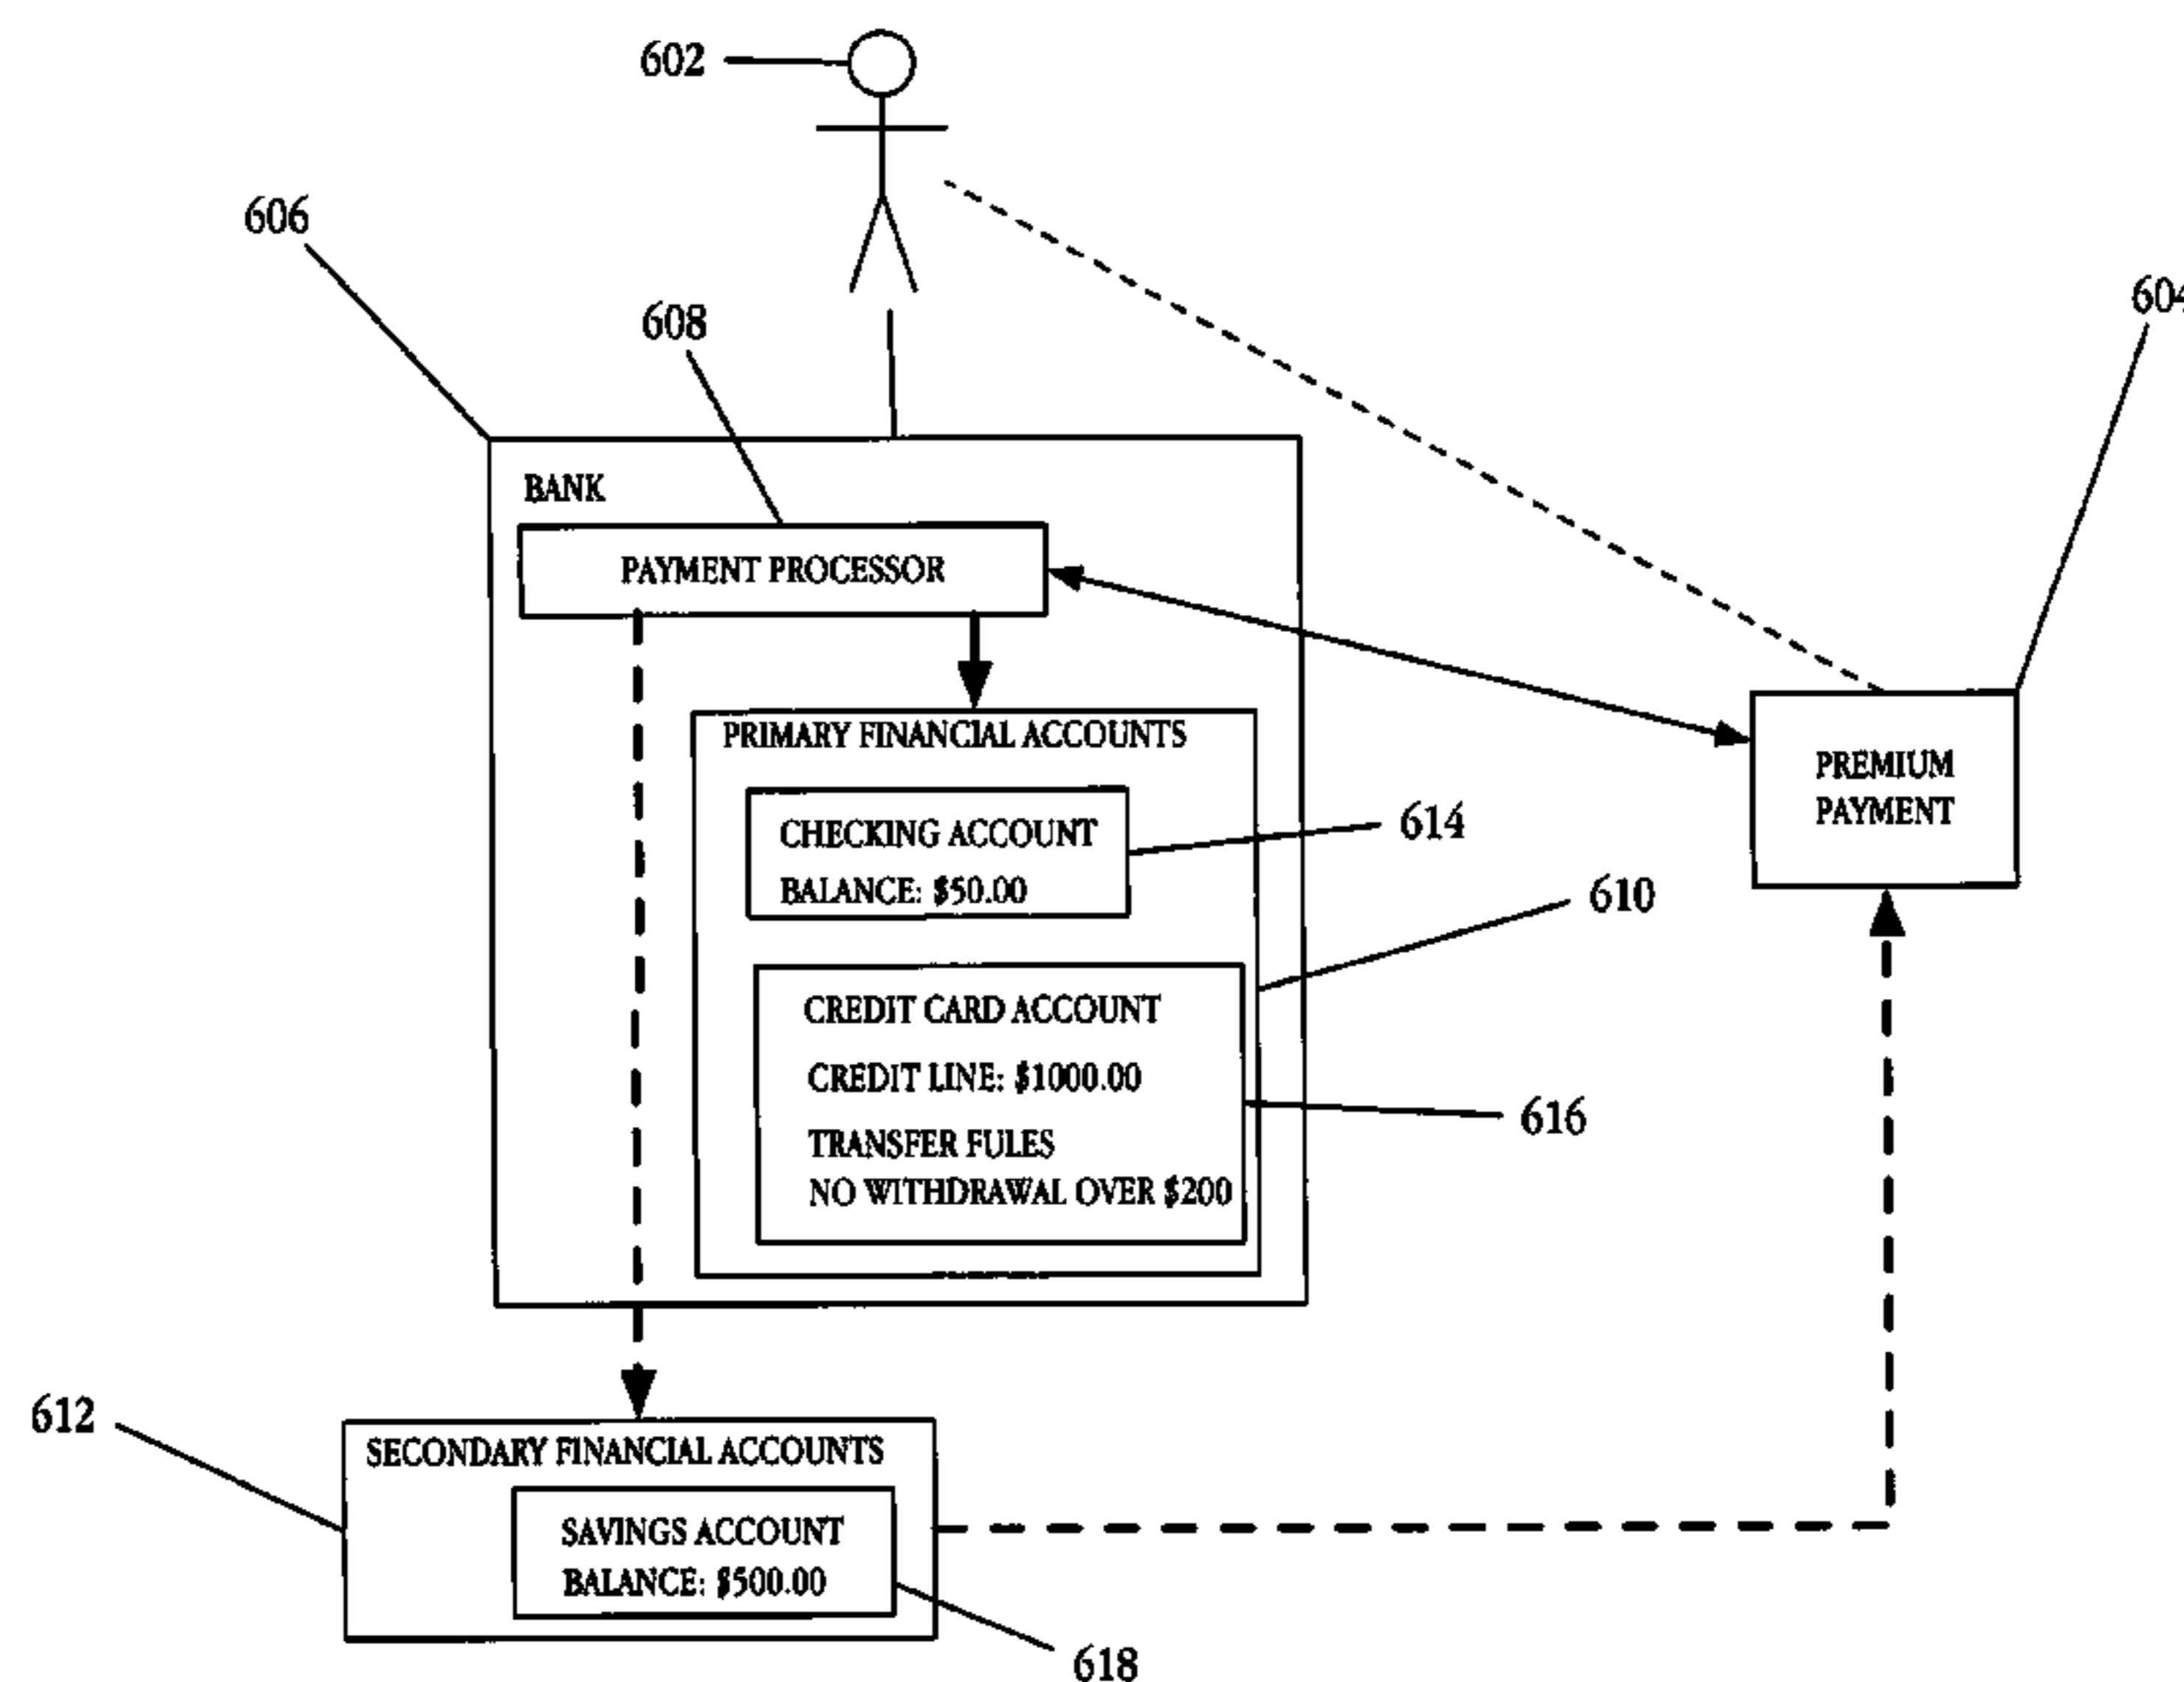 602
606
608
604
BANK
PAYMENT PROCESSOR
PRIMARY FINANCIAL ACCOUNTS
CHECKING ACCOUNT
BALANCE: $50.00
614
PREMIUM
PAYMENT
610
CREDIT CARD ACCOUNT
CREDIT LINE: $1000.00
TRANSFER FULES
NO WITHDRAWAL OVER $200
616
612
SECONDARY FINANCIAL ACCOUNTS
SAVINGS ACCOUNT
BALANCE: $500.00
618